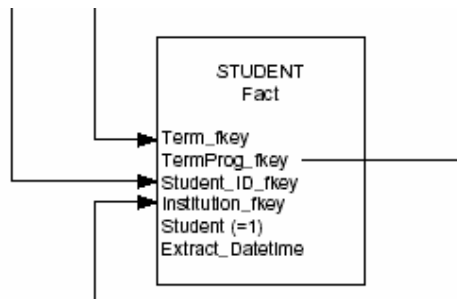 STUDENT
Fact
Term_fkey
TermProg_fkey
Student_ID_fkey
Institution_fkey
Student (=1)
Extract_Datetime